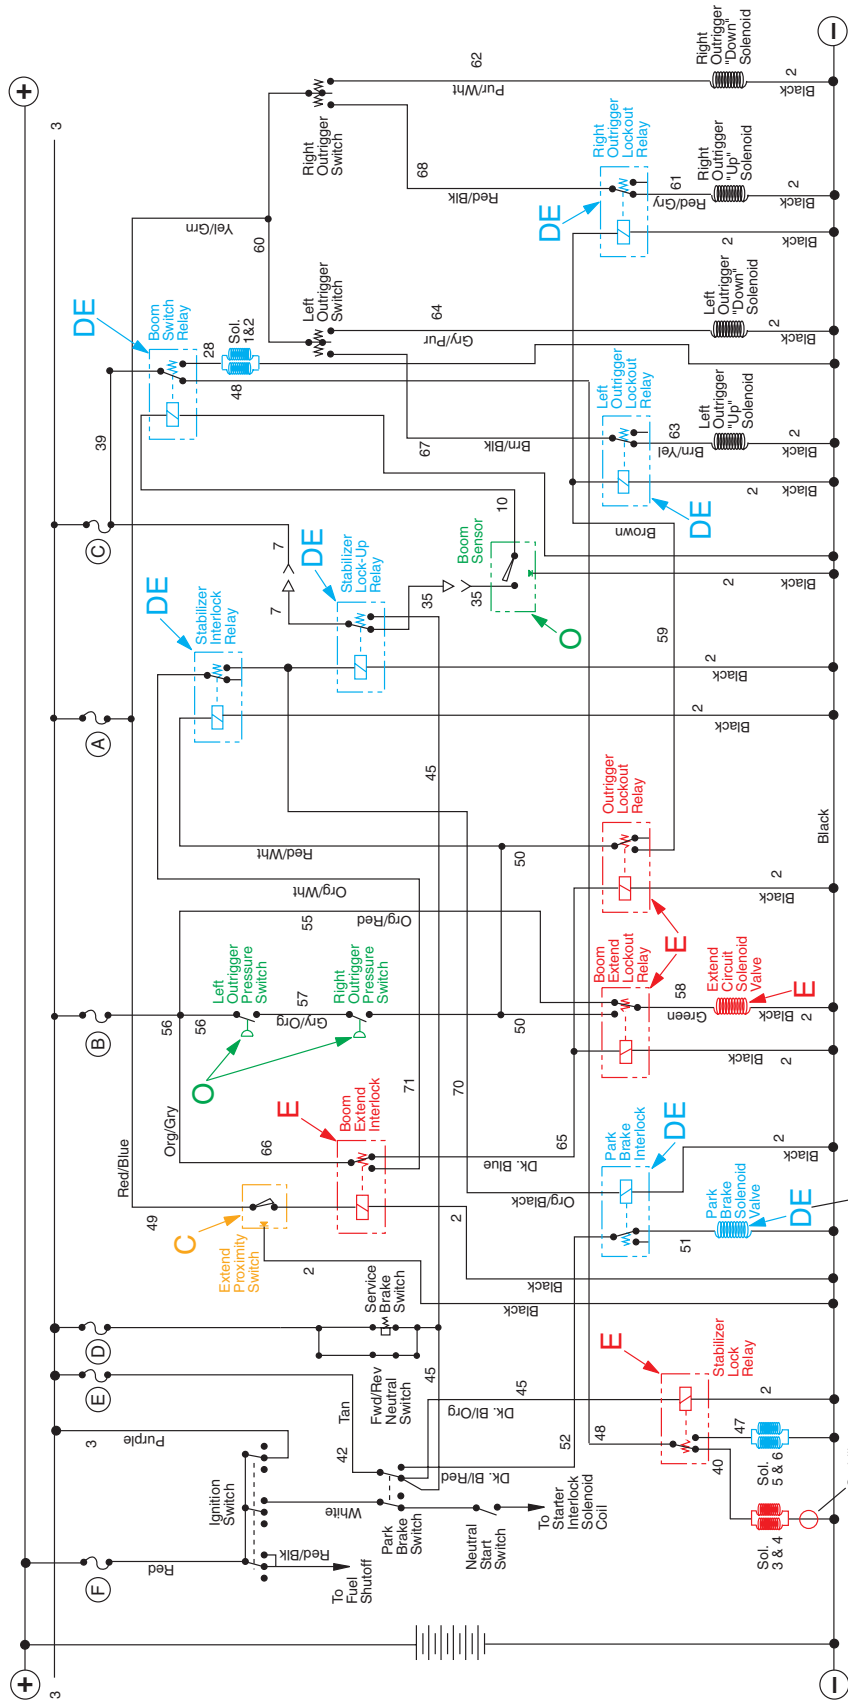 +
+
3
3
F
E
D
B
A
C
Red
3
Purple
Ignition
Switch
Red/Blk
To
Fuel
Shutoff
White
42
Tan
Park
Brake
Switch
Neutral
Start
Switch
To
Starter
Interlock
Solenoid
Coil
Fwd/Rev
Neutral
Switch
Service
Brake
Switch
45
Dk. Bl/Red
Dk. Bl/Org
45
52
48
E
Stabilizer
Lock
Relay
40
47
2
Sol.
3 & 4
Sol.
5 & 6
Red/Blue
49
C
Extend
Proximity
Switch
2
Black
2
Black
Org/Gry
66
E
Boom
Extend
Interlock
56
56
O
Left
Outrigger
Pressure
Switch
57
Gry/Org
Right
Outrigger
Pressure
Switch
50
55
Org/Red
Org/Wht
Red/Wht
71
70
45
50
Dk. Blue
65
Org/Black
Park
Brake
Interlock
DE
51
Park
Brake
Solenoid
Valve
DE
2
Black
Boom
Extend
Lockout
Relay
E
58
Green
Extend
Circuit
Solenoid
Valve
E
2
Black
2
Black
Outrigger
Lockout
Relay
2
Black
Black
DE
Stabilizer
Interlock
Relay
2
Black
2
Black
7
7
DE
Stabilizer
Lock-Up
Relay
35
35
Boom
Sensor
O
10
2
Black
59
Brown
39
DE
Boom
Switch
Relay
28
48
Sol.
1&2
Yel/Grn
60
Left
Outrigger
Switch
67
Brn/Blk
64
Gry/Pur
Left
Outrigger
Lockout
Relay
DE
63
Brn/Yel
Left
Outrigger
"Up"
Solenoid
2
Black
2
Black
Left
Outrigger
"Down"
Solenoid
2
Black
Right
Outrigger
Switch
68
Red/Blk
62
Pur/Wht
DE
Right
Outrigger
Lockout
Relay
61
Red/Gry
Right
Outrigger
"Up"
Solenoid
2
Black
2
Black
Right
Outrigger
"Down"
Solenoid
2
Black
−
−